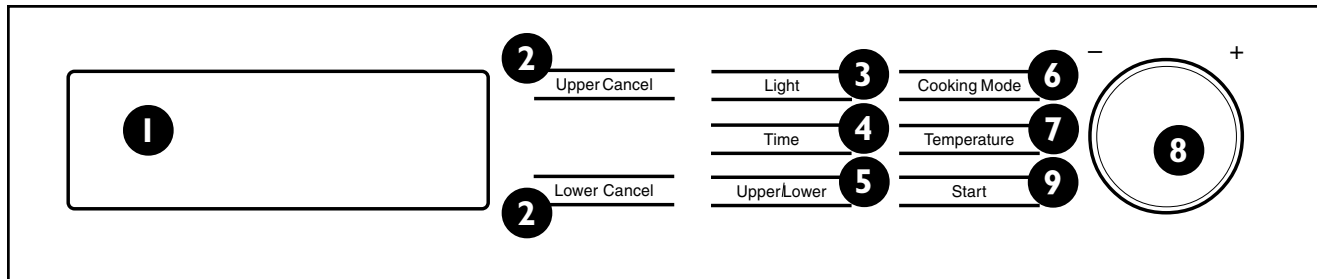 2 3 6 − +
Upper Cancel Light Cooking Mode
1 4 7 8
Time Temperature
Lower Cancel Upper/Lower 5 Start 9
2